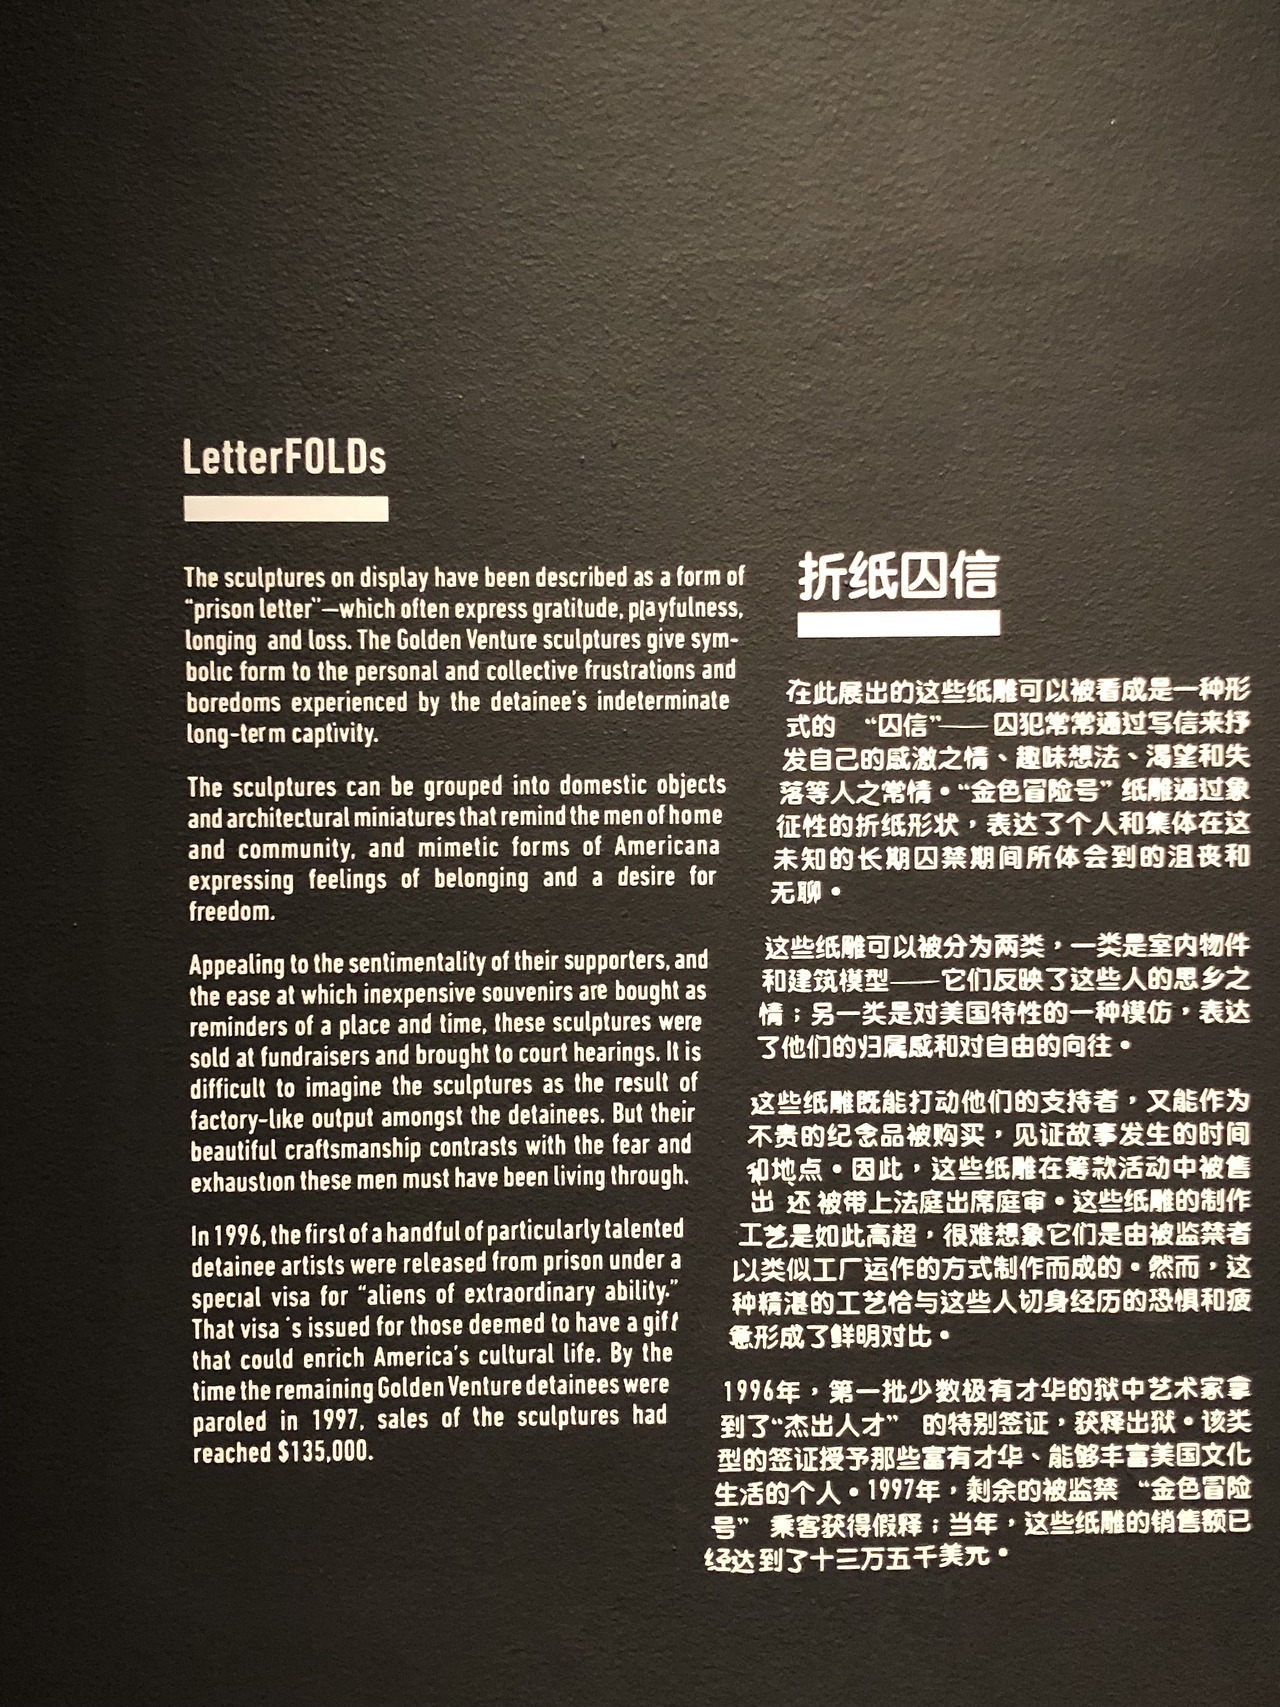 LetterFOLDs
The sculptures on display have been described as a form of
“prison letter”—which often express gratitude, playfulness,
longing and loss. The Golden Venture sculptures give sym-
bolic form to the personal and collective frustrations and
boredoms experienced by the detainee's indeterminate
long-term captivity.
The sculptures can be grouped into domestic objects
and architectural miniatures that remind the men of home
and community, and mimetic forms of Americana
expressing feelings of belonging and a desire for
freedom.
Appealing to the sentimentality of their supporters, and
the ease at which inexpensive souvenirs are bought as
reminders of a place and time, these sculptures were
sold at fundraisers and brought to court hearings. It is
difficult to imagine the sculptures as the result of
factory-like output amongst the detainees. But their
beautiful craftsmanship contrasts with the fear and
exhaustion these men must have been living through.
In 1996, the first of a handful of particularly talented
detainee artists were released from prison under a
special visa for “aliens of extraordinary ability.”
That visa 's issued for those deemed to have a gift
that could enrich America's cultural life. By the
time the remaining Golden Venture detainees were
paroled in 1997, sales of the sculptures had
reached $135,000.
折纸囚信
在此展出的这些纸雕可以被看成是一种形
式的 “囚信”——囚犯常常通过写信来抒
发自己的感激之情、趣味想法、渴望和失
落等人之常情。“金色冒险号” 纸雕通过象
征性的折纸形状，表达了个人和集体在这
未知的长期囚禁期间所体会到的沮丧和
无聊。
这些纸雕可以被分为两类，一类是室内物件
和建筑模型——它们反映了这些人的思乡之
情；另一类是对美国特性的一种模仿，表达
了他们的归属感和对自由的向往。
这些纸雕既能打动他们的支持者，又能作为
不贵的纪念品被购买，见证故事发生的时间
和地点。因此，这些纸雕在筹款活动中被售
出 还被带上法庭出席庭审。这些纸雕的制作
工艺是如此高超，很难想象它们是由被监禁者
以类似工厂运作的方式制作而成的。然而，这
种精湛的工艺恰与这些人切身经历的恐惧和疲
惫形成了鲜明对比。
1996年，第一批少数极有才华的狱中艺术家拿
到了“杰出人才” 的特别签证，获释出狱。该类
型的签证授予那些富有才华、能够丰富美国文化
生活的个人。1997年，剩余的被监禁 “金色冒险
号” 乘客获得假释；当年，这些纸雕的销售额已
经达到了十三万五千美元。